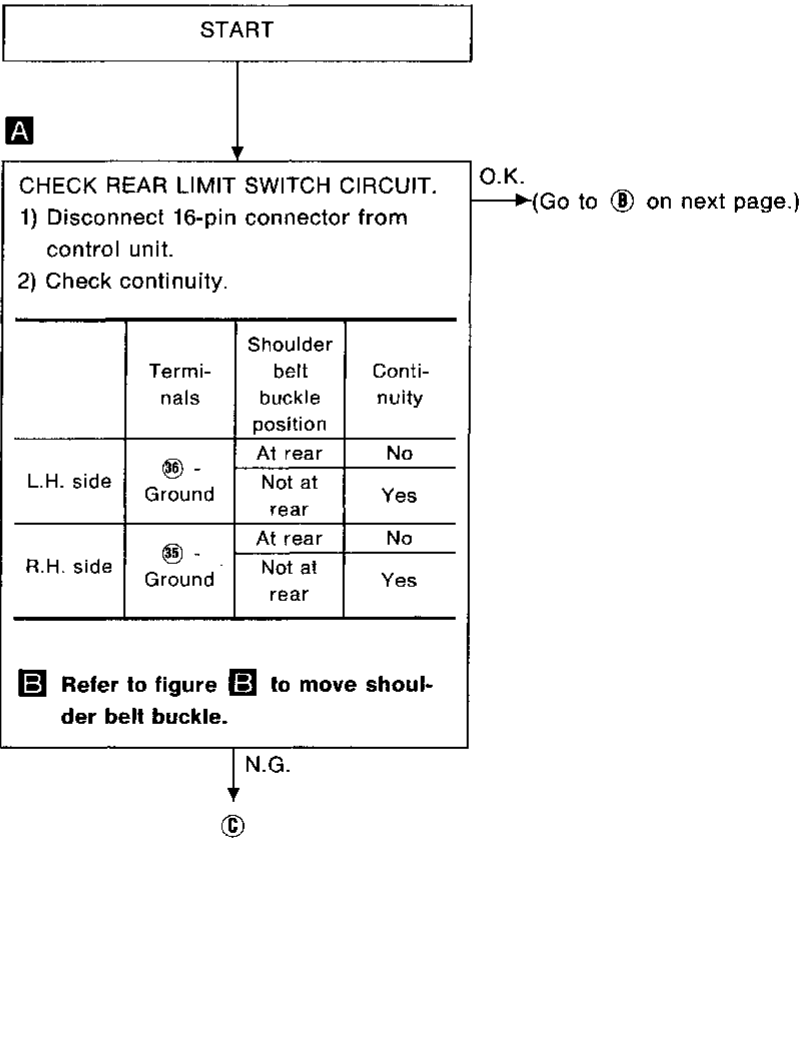 START
A
CHECK REAR LIMIT SWITCH CIRCUIT.
1) Disconnect 16-pin connector from
control unit.
2) Check continuity.
O.K.
(Go to Ⓑ on next page.)
Termi-
nals
Shoulder
belt
buckle
position
Conti-
nuity
L.H. side
㊱ -
Ground
At rear
No
Not at
rear
Yes
R.H. side
㉟ -
Ground
At rear
No
Not at
rear
Yes
B Refer to figure B to move shoul-
der belt buckle.
N.G.
Ⓒ